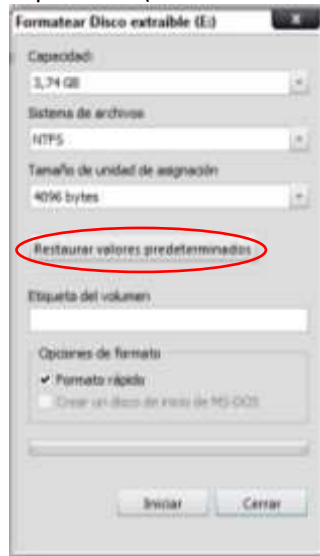 Formatear Disco extraíble (E:)
Capacidad:
3,74 GB
Sistema de archivos
NTFS
Tamaño de unidad de asignación
4096 bytes
Restaurar valores predeterminados
Etiqueta del volumen
Opciones de formato
Formato rápido
Crear un disco de inicio de MS-DOS
Iniciar Cerrar